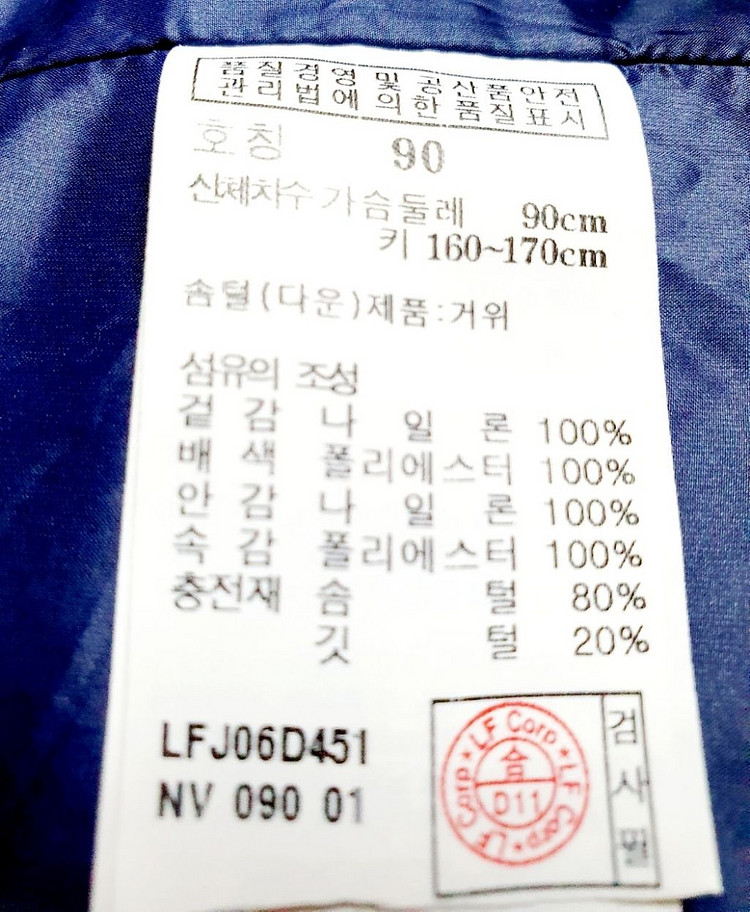 품질경영 및 공산품안전
관리법에 의한 품질표시
호칭 90
신체치수 가슴둘레 90cm
키 160~170cm
솜털(다운)제품:거위
섬유의 조성
겉감 나일론 100%
배색 폴리에스터 100%
안감 나일론 100%
속감 폴리에스터 100%
충전재 솜털 80%
깃털 20%
LFJ06D451
NV 090 01
LF Corp★LF Corp★LF Corp★
합
D11
검사필